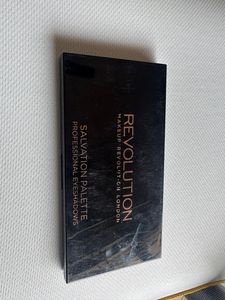 REVOLUTION
MAKEUP REVOLUTION LONDON
SALVATION PALETTE
PROFESSIONAL EYESHADOWS